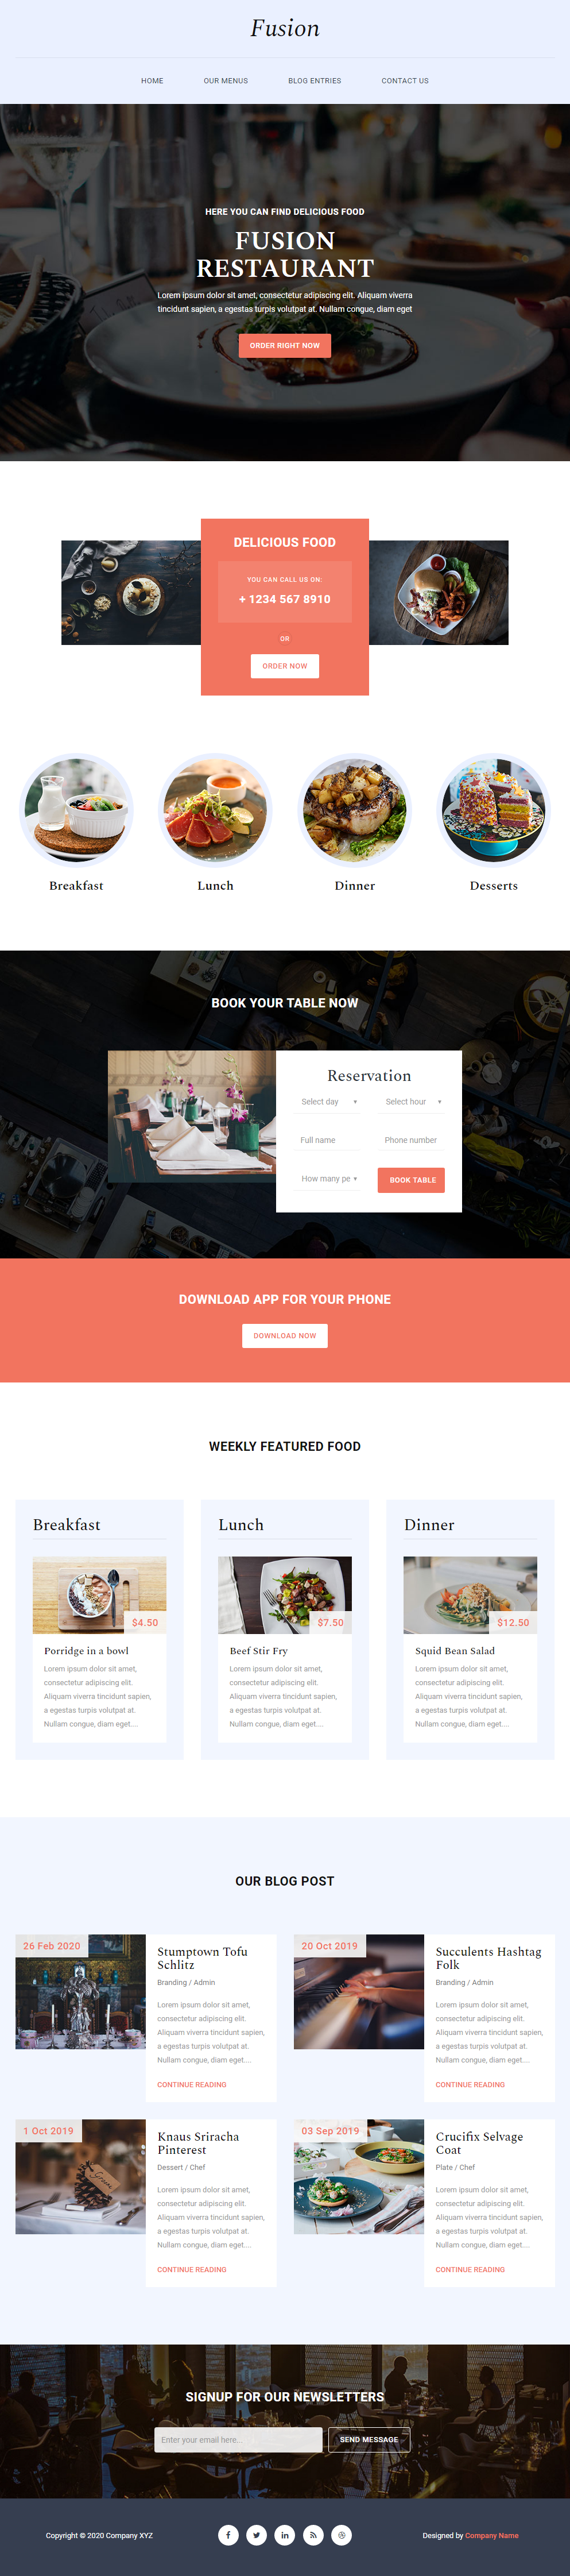 Fusion
HOME OUR MENUS BLOG ENTRIES CONTACT US
HERE YOU CAN FIND DELICIOUS FOOD
FUSION
RESTAURANT
Lorem ipsum dolor sit amet, consectetur adipiscing elit. Aliquam viverra
tincidunt sapien, a egestas turpis volutpat at. Nullam congue, diam eget
ORDER RIGHT NOW
DELICIOUS FOOD
YOU CAN CALL US ON:
+ 1234 567 8910
OR
ORDER NOW
Breakfast Lunch Dinner Desserts
BOOK YOUR TABLE NOW
Reservation
Select day Select hour
Full name Phone number
How many pe BOOK TABLE
DOWNLOAD APP FOR YOUR PHONE
DOWNLOAD NOW
WEEKLY FEATURED FOOD
Breakfast
$4.50
Porridge in a bowl
Lorem ipsum dolor sit amet,
consectetur adipiscing elit.
Aliquam viverra tincidunt sapien,
a egestas turpis volutpat at.
Nullam congue, diam eget....
Lunch
$7.50
Beef Stir Fry
Lorem ipsum dolor sit amet,
consectetur adipiscing elit.
Aliquam viverra tincidunt sapien,
a egestas turpis volutpat at.
Nullam congue, diam eget....
Dinner
$12.50
Squid Bean Salad
Lorem ipsum dolor sit amet,
consectetur adipiscing elit.
Aliquam viverra tincidunt sapien,
a egestas turpis volutpat at.
Nullam congue, diam eget....
OUR BLOG POST
26 Feb 2020
Stumptown Tofu
Schlitz
Branding / Admin
Lorem ipsum dolor sit amet,
consectetur adipiscing elit.
Aliquam viverra tincidunt sapien,
a egestas turpis volutpat at.
Nullam congue, diam eget....
CONTINUE READING
20 Oct 2019
Succulents Hashtag
Folk
Branding / Admin
Lorem ipsum dolor sit amet,
consectetur adipiscing elit.
Aliquam viverra tincidunt sapien,
a egestas turpis volutpat at.
Nullam congue, diam eget....
CONTINUE READING
1 Oct 2019
Knaus Sriracha
Pinterest
Dessert / Chef
Lorem ipsum dolor sit amet,
consectetur adipiscing elit.
Aliquam viverra tincidunt sapien,
a egestas turpis volutpat at.
Nullam congue, diam eget....
CONTINUE READING
03 Sep 2019
Crucifix Selvage
Coat
Plate / Chef
Lorem ipsum dolor sit amet,
consectetur adipiscing elit.
Aliquam viverra tincidunt sapien,
a egestas turpis volutpat at.
Nullam congue, diam eget....
CONTINUE READING
SIGNUP FOR OUR NEWSLETTERS
Enter your email here... SEND MESSAGE
Copyright © 2020 Company XYZ Designed by Company Name